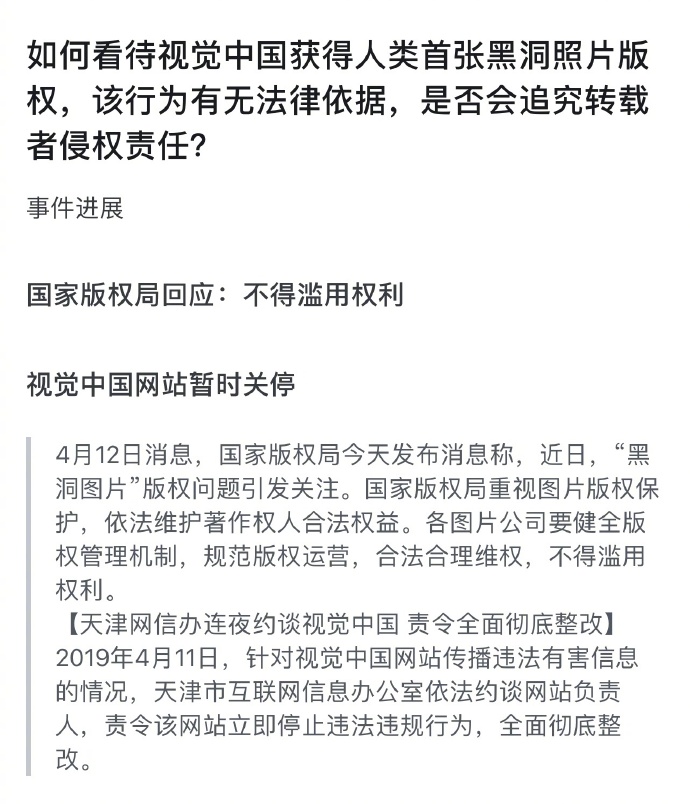 如何看待视觉中国获得人类首张黑洞照片版
权，该行为有无法律依据，是否会追究转载
者侵权责任？
事件进展
国家版权局回应：不得滥用权利
视觉中国网站暂时关停
4月12日消息，国家版权局今天发布消息称，近日，“黑
洞图片”版权问题引发关注。国家版权局重视图片版权保
护，依法维护著作权人合法权益。各图片公司要健全版
权管理机制，规范版权运营，合法合理维权，不得滥用
权利。
【天津网信办连夜约谈视觉中国 责令全面彻底整改】
2019年4月11日，针对视觉中国网站传播违法有害信息
的情况，天津市互联网信息办公室依法约谈网站负责
人，责令该网站立即停止违法违规行为，全面彻底整
改。